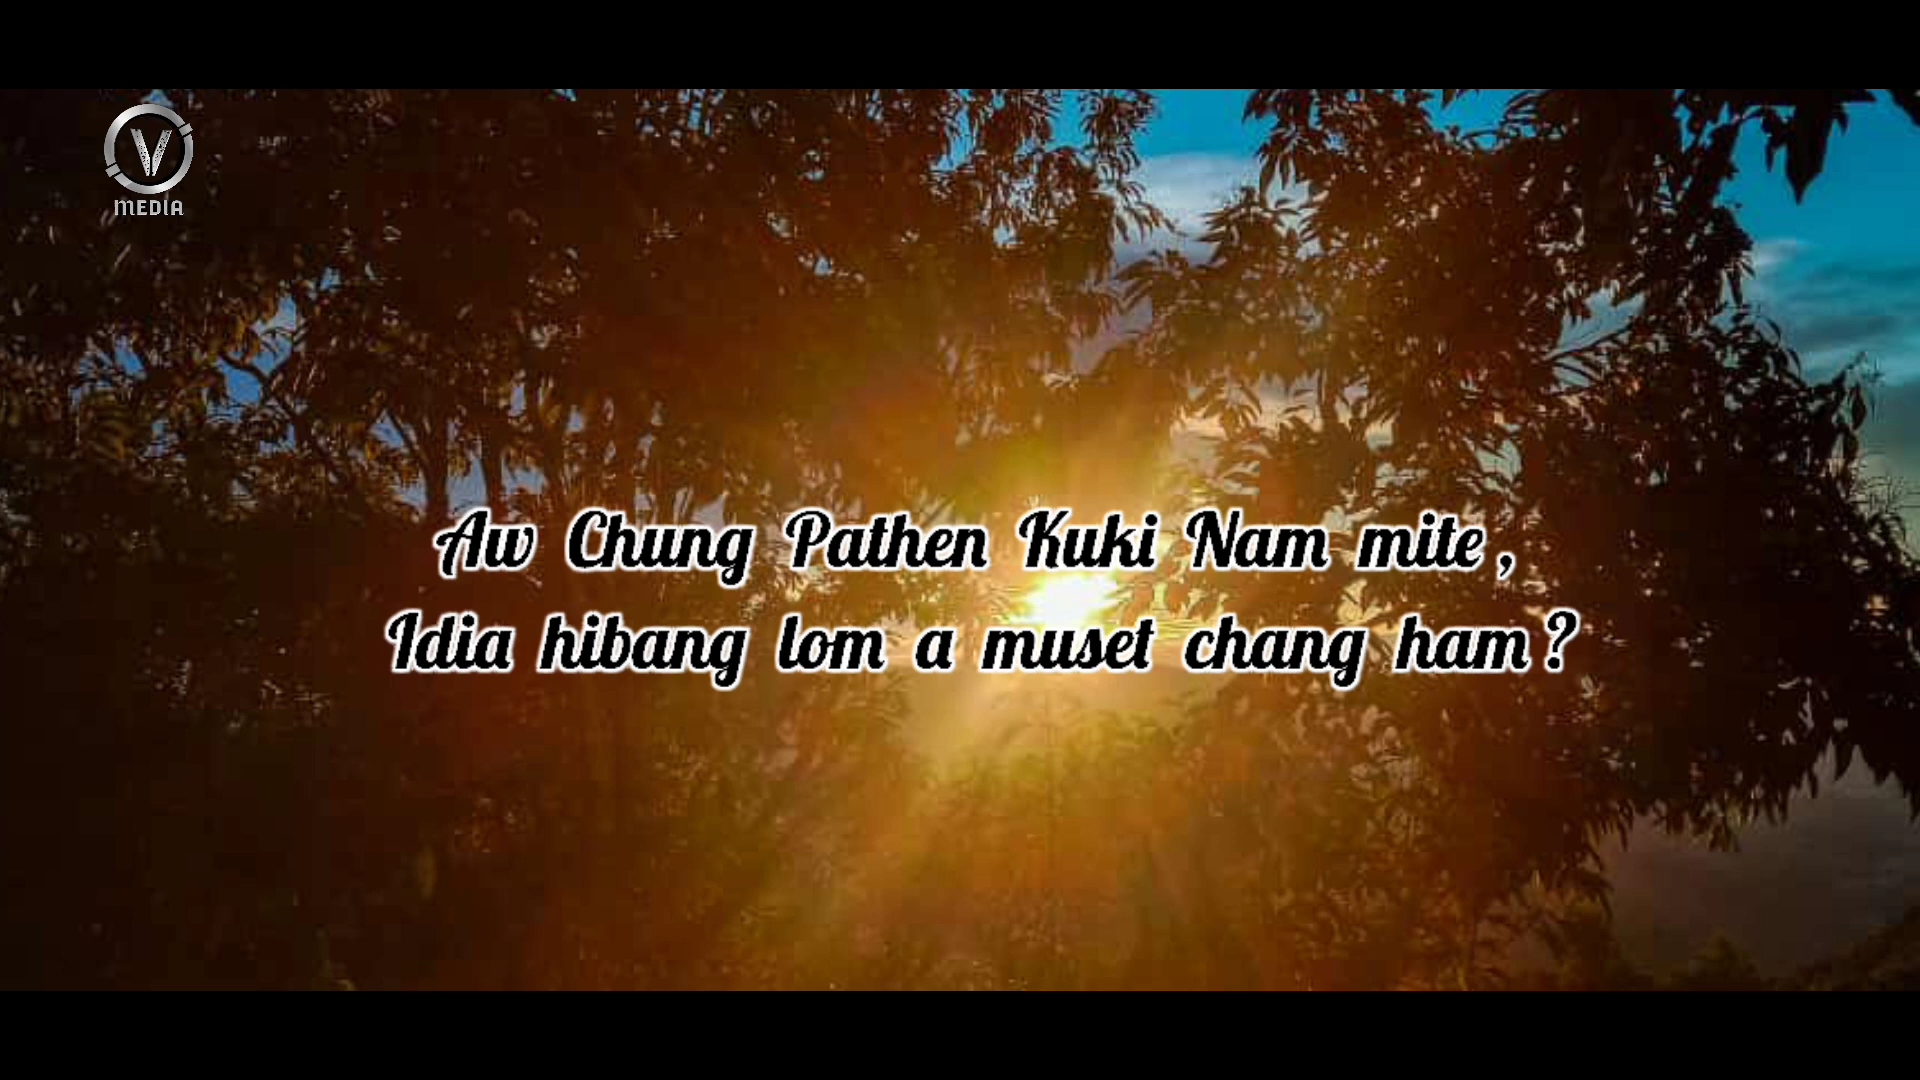 V
MEDIA
Aw Chung Pathen Kuki Nam mite ,
Idia hibang lom a muset chang ham ?